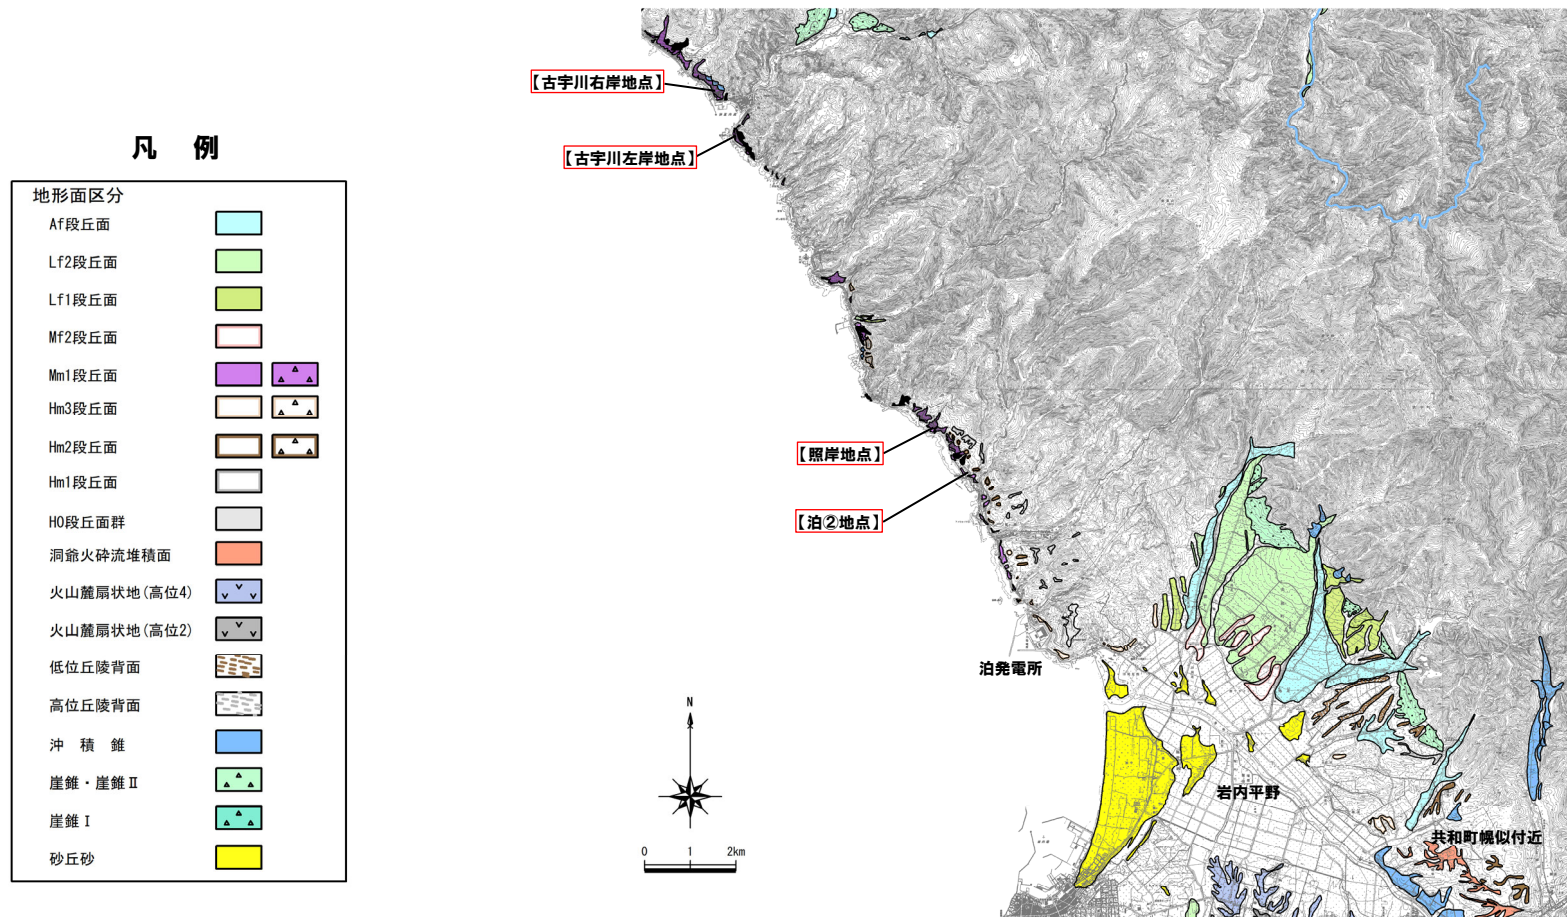 凡 例
地形面区分
Af段丘面
Lf2段丘面
Lf1段丘面
Mf2段丘面
Mm1段丘面
Hm3段丘面
Hm2段丘面
Hm1段丘面
H0段丘面群
洞爺火砕流堆積面
火山麓扇状地(高位4)
火山麓扇状地(高位2)
低位丘陵背面
高位丘陵背面
沖積錐
崖錐・崖錐Ⅱ
崖錐Ⅰ
砂丘砂
【古宇川右岸地点】
【古宇川左岸地点】
【照岸地点】
【泊②地点】
泊発電所
岩内平野
共和町幌似付近
N
0 1 2km